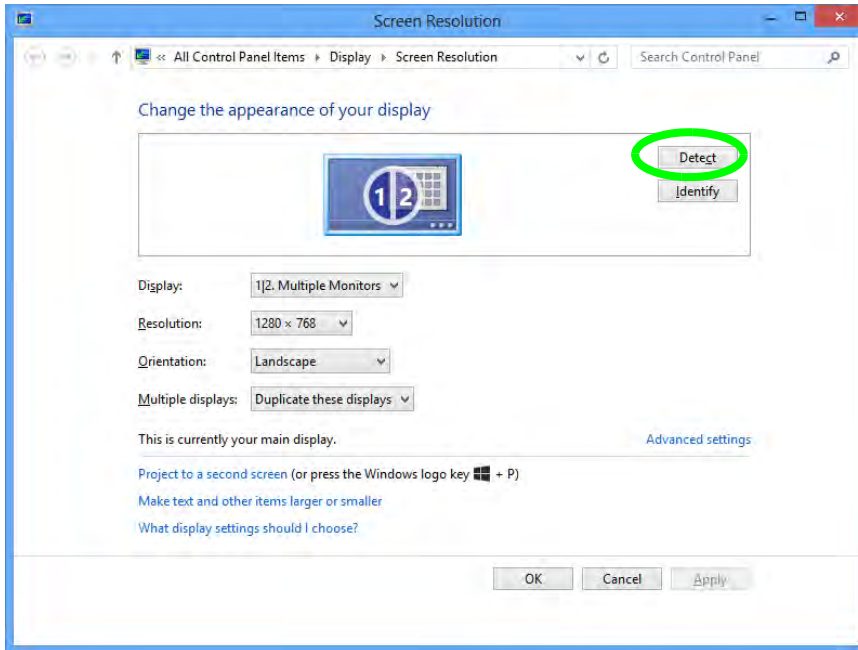 Screen Resolution
« All Control Panel Items ▸ Display ▸ Screen Resolution
Search Control Panel
Change the appearance of your display
1 2
Detect
Identify
Display: 1|2. Multiple Monitors
Resolution: 1280 × 768
Orientation: Landscape
Multiple displays: Duplicate these displays
This is currently your main display. Advanced settings
Project to a second screen (or press the Windows logo key + P)
Make text and other items larger or smaller
What display settings should I choose?
OK Cancel Apply